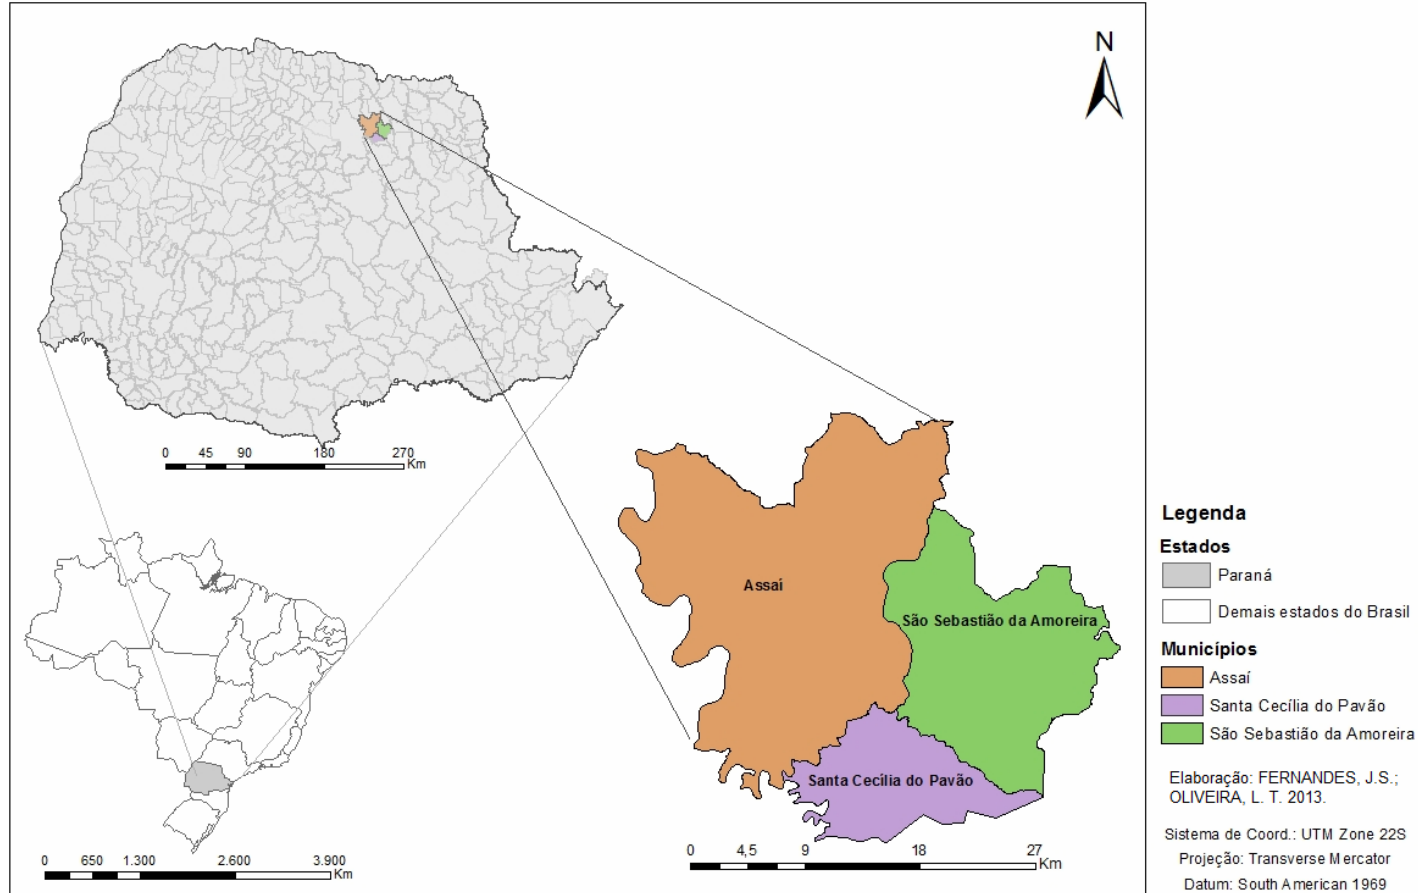 N
0 45 90 180 270
Km
Assaí
São Sebastião da Amoreira
Santa Cecília do Pavão
0 650 1.300 2.600 3.900
Km
0 4,5 9 18 27
Km
Legenda
Estados
Paraná
Demais estados do Brasil
Municípios
Assaí
Santa Cecília do Pavão
São Sebastião da Amoreira
Elaboração: FERNANDES, J.S.;
OLIVEIRA, L. T. 2013.
Sistema de Coord.: UTM Zone 22S
Projeção: Transverse Mercator
Datum: South American 1969